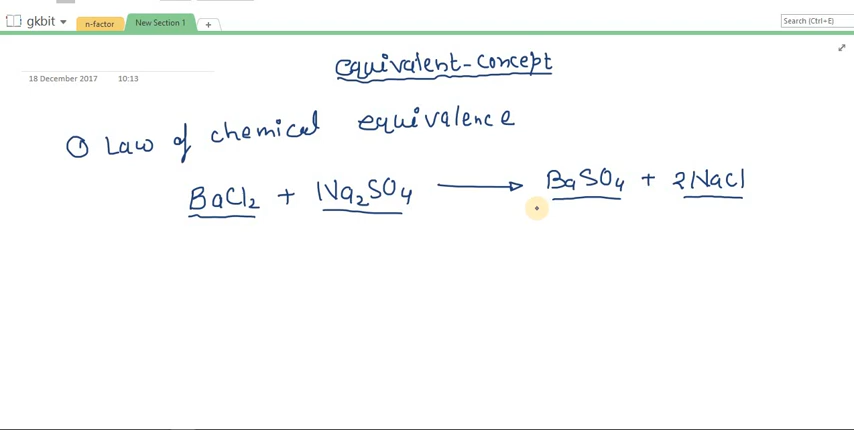 gkbit n-factor New Section 1 + Search (Ctrl+E)
equivalent-concept
18 December 2017 10:13
① Law of chemical equivalence
BaCl₂ + Na₂SO₄ ⟶ BaSO₄ + 2NaCl